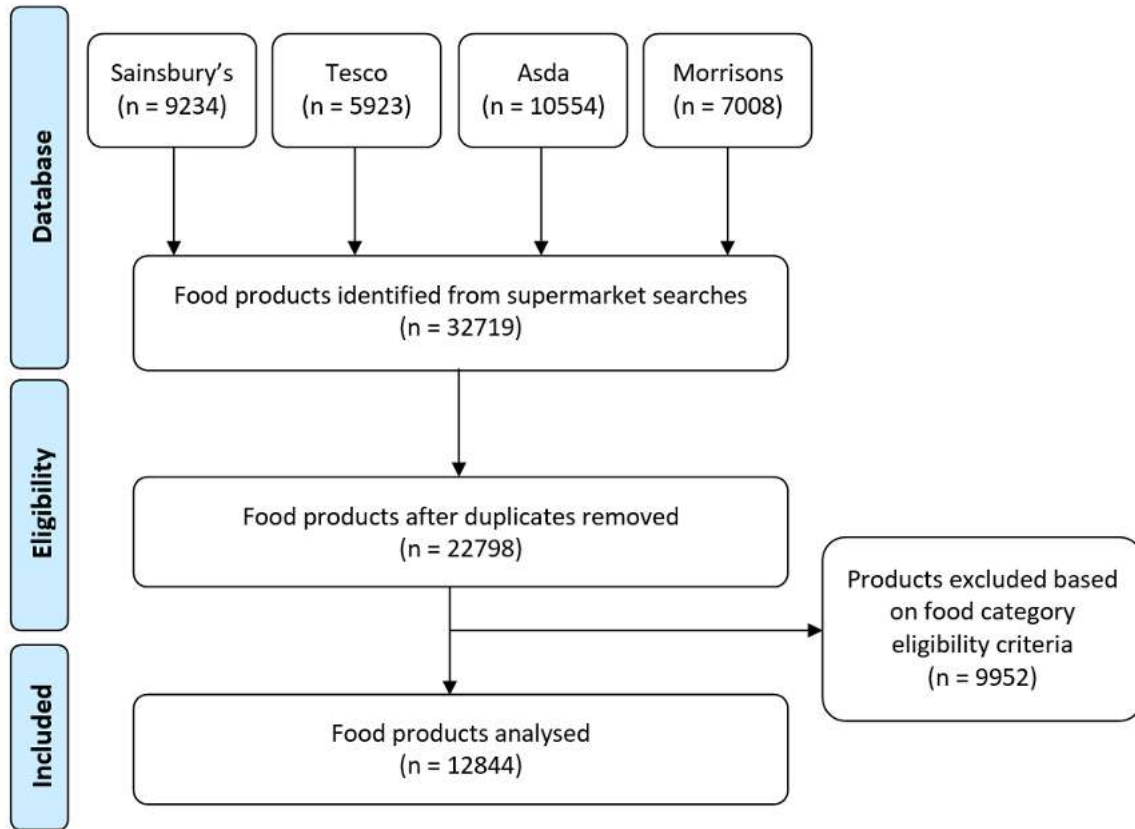 Database
Sainsbury's
(n = 9234)
Tesco
(n = 5923)
Asda
(n = 10554)
Morrisons
(n = 7008)
Food products identified from supermarket searches
(n = 32719)
Eligibility
Food products after duplicates removed
(n = 22798)
Products excluded based
on food category
eligibility criteria
(n = 9952)
Included
Food products analysed
(n = 12844)